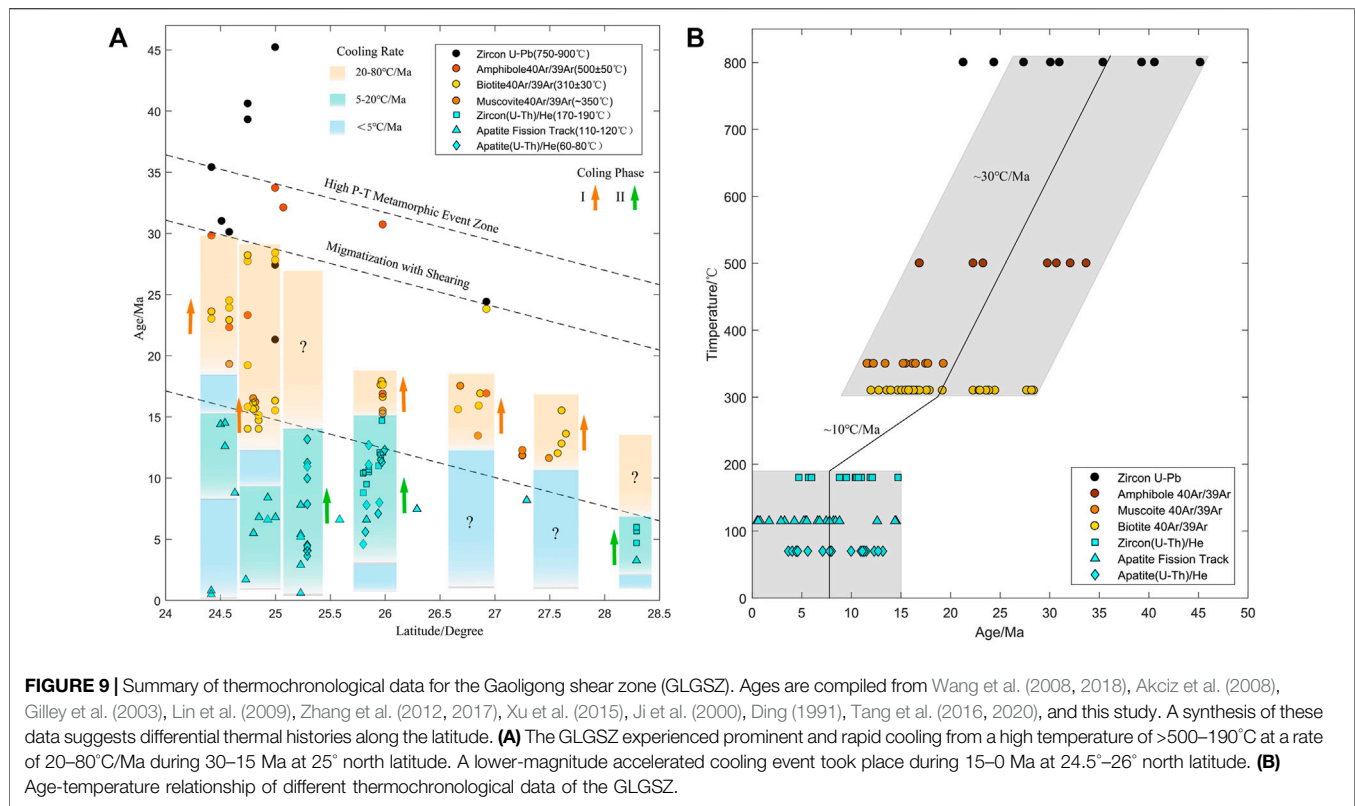 A
Age/Ma
45
40
35
30
25
20
15
10
5
0
24
24.5
25
25.5
26
26.5
27
27.5
28
28.5
Latitude/Degree
Cooling Rate
20-80℃/Ma
5-20℃/Ma
<5℃/Ma
Zircon U-Pb(750-900℃)
Amphibole40Ar/39Ar(500±50℃)
Biotite40Ar/39Ar(310±30℃)
Muscovite40Ar/39Ar(~350℃)
Zircon(U-Th)/He(170-190℃)
Apatite Fission Track(110-120℃)
Apatite(U-Th)/He(60-80℃)
Coling Phase
I II
High P-T Metamorphic Event Zone
Migmatization with Shearing
?
?
?
?
B
Timperature/℃
800
700
600
500
400
300
200
100
0
0
5
10
15
20
25
30
35
40
45
50
Age/Ma
~30℃/Ma
~10℃/Ma
Zircon U-Pb
Amphibole 40Ar/39Ar
Muscoite 40Ar/39Ar
Biotite 40Ar/39Ar
Zircon(U-Th)/He
Apatite Fission Track
Apatite(U-Th)/He
FIGURE 9 | Summary of thermochronological data for the Gaoligong shear zone (GLGSZ). Ages are compiled from Wang et al. (2008, 2018), Akciz et al. (2008),
Gilley et al. (2003), Lin et al. (2009), Zhang et al. (2012, 2017), Xu et al. (2015), Ji et al. (2000), Ding (1991), Tang et al. (2016, 2020), and this study. A synthesis of these
data suggests differential thermal histories along the latitude. (A) The GLGSZ experienced prominent and rapid cooling from a high temperature of >500–190°C at a rate
of 20–80°C/Ma during 30–15 Ma at 25° north latitude. A lower-magnitude accelerated cooling event took place during 15–0 Ma at 24.5°–26° north latitude. (B)
Age-temperature relationship of different thermochronological data of the GLGSZ.